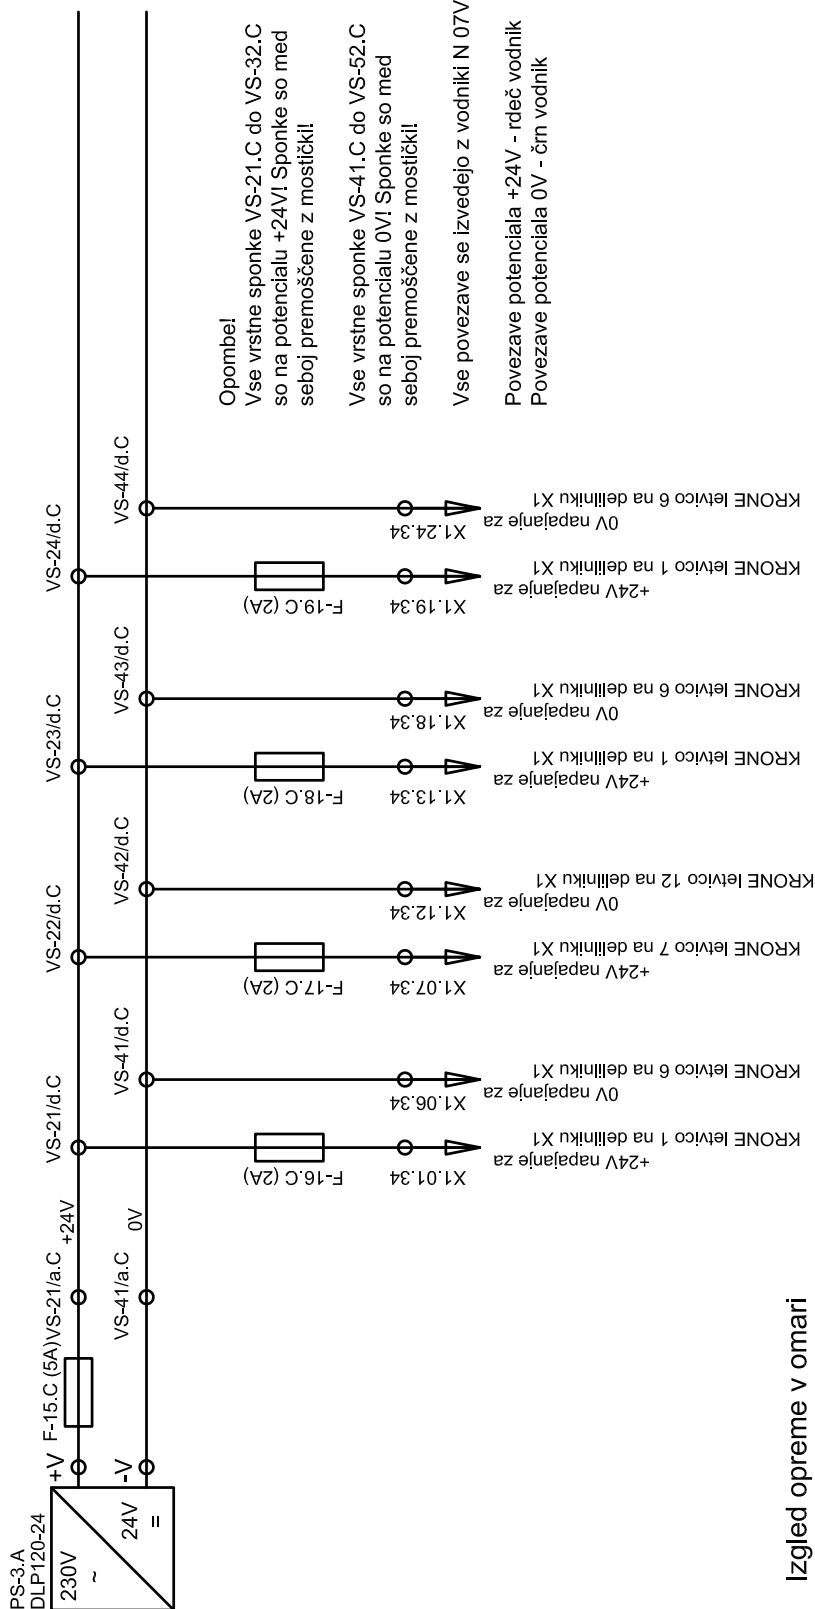 PS-3.A
DLP120-24
230V
~
24V
=
+V
-V
F-15.C (5A)
VS-21/a.C
VS-41/a.C
+24V
0V
VS-21/d.C
VS-41/d.C
VS-22/d.C
VS-42/d.C
VS-23/d.C
VS-43/d.C
VS-24/d.C
VS-44/d.C
F-16.C (2A)
F-17.C (2A)
F-18.C (2A)
F-19.C (2A)
X1.01.34
X1.06.34
X1.07.34
X1.12.34
X1.13.34
X1.18.34
X1.19.34
X1.24.34
+24V napajanje za
KRONE letvico 1 na delilniku X1
0V napajanje za
KRONE letvico 6 na delilniku X1
+24V napajanje za
KRONE letvico 7 na delilniku X1
0V napajanje za
KRONE letvico 12 na delilniku X1
+24V napajanje za
KRONE letvico 1 na delilniku X1
0V napajanje za
KRONE letvico 6 na delilniku X1
+24V napajanje za
KRONE letvico 1 na delilniku X1
0V napajanje za
KRONE letvico 6 na delilniku X1
Opombe!
Vse vrstne sponke VS-21.C do VS-32.C
so na potencialu +24V! Sponke so med
seboj premoščene z mostički!
Vse vrstne sponke VS-41.C do VS-52.C
so na potencialu 0V! Sponke so med
seboj premoščene z mostički!
Vse povezave se izvedejo z vodniki N 07V
Povezave potenciala +24V - rdeč vodnik
Povezave potenciala 0V - črn vodnik
Izgled opreme v omari